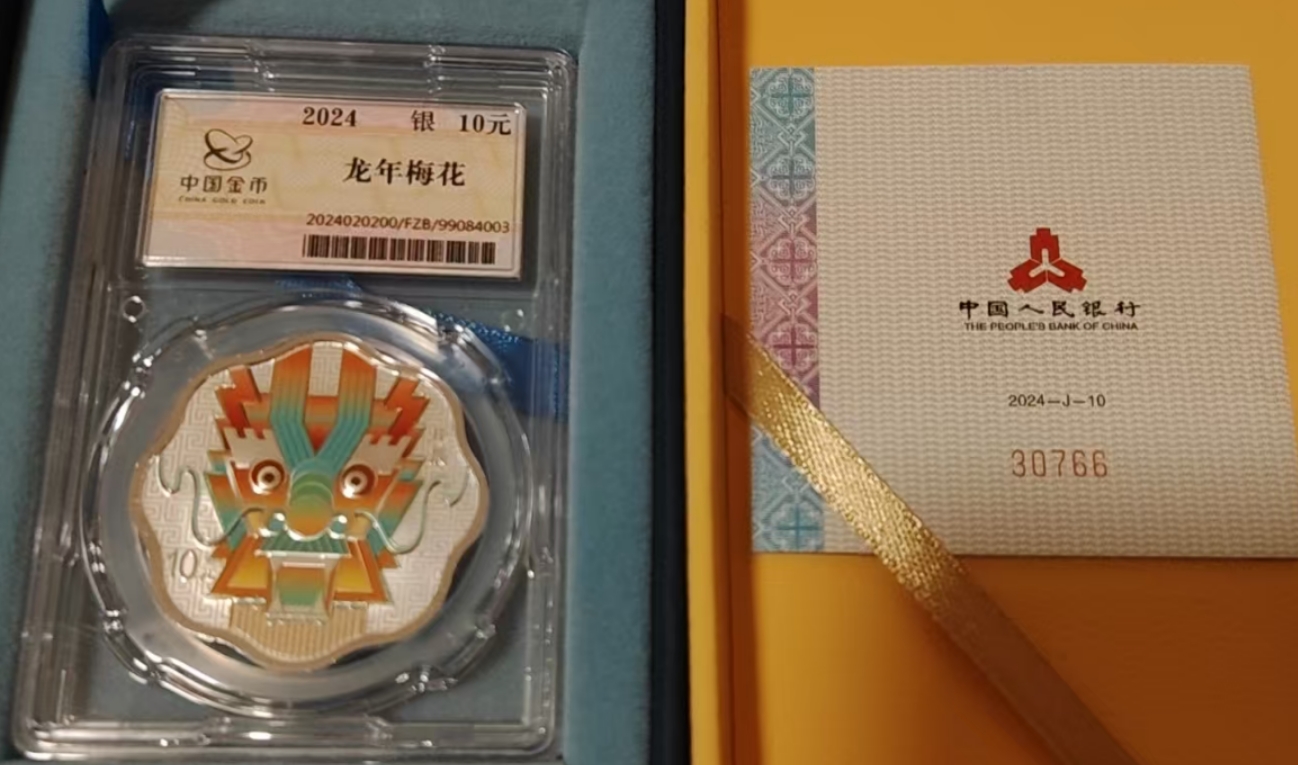 2024 银 10元
中国金币
CHINA GOLD COIN
龙年梅花
2024020200/FZB/99084003
10
中国人民银行
THE PEOPLE'S BANK OF CHINA
2024-J-10
30766